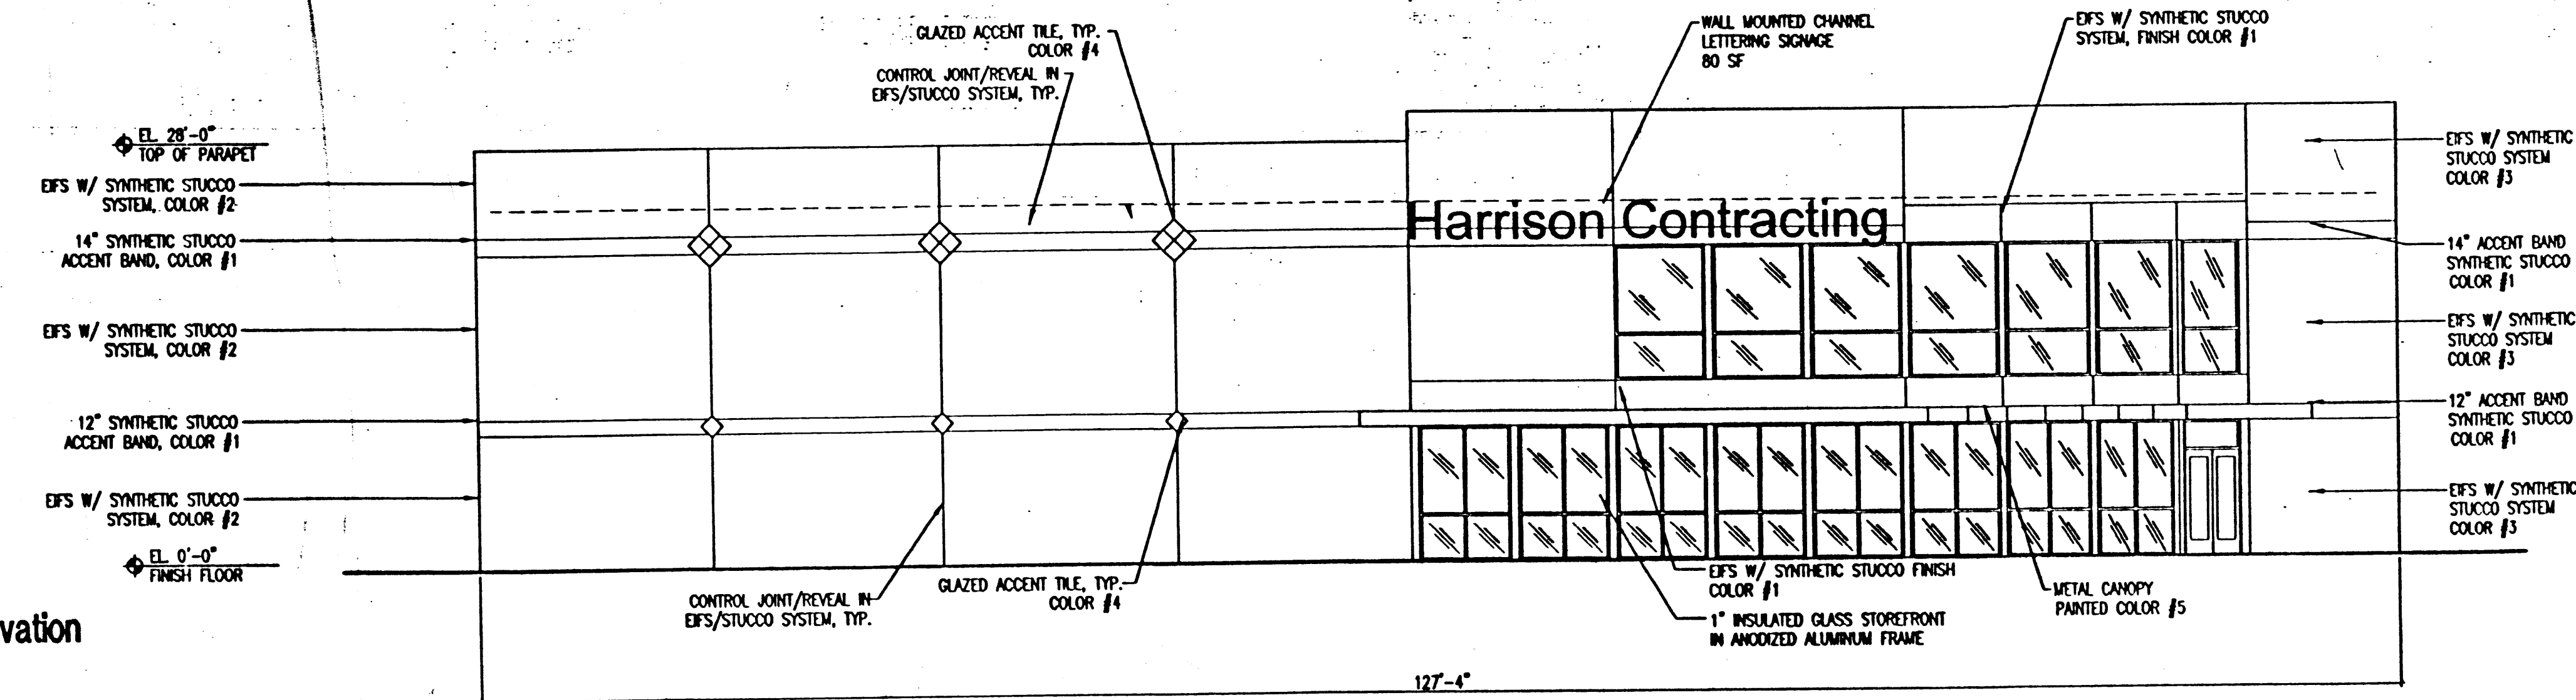 GLAZED ACCENT TILE, TYP.
COLOR #4
CONTROL JOINT/REVEAL IN
EIFS/STUCCO SYSTEM, TYP.
WALL MOUNTED CHANNEL
LETTERING SIGNAGE
80 SF
EIFS W/ SYNTHETIC STUCCO
SYSTEM, FINISH COLOR #1
EL 28'-0"
TOP OF PARAPET
EIFS W/ SYNTHETIC STUCCO
SYSTEM, COLOR #2
14" SYNTHETIC STUCCO
ACCENT BAND, COLOR #1
EIFS W/ SYNTHETIC STUCCO
SYSTEM, COLOR #2
12" SYNTHETIC STUCCO
ACCENT BAND, COLOR #1
EIFS W/ SYNTHETIC STUCCO
SYSTEM, COLOR #2
EL 0'-0"
FINISH FLOOR
Harrison Contracting
EIFS W/ SYNTHETIC
STUCCO SYSTEM
COLOR #3
14" ACCENT BAND
SYNTHETIC STUCCO
COLOR #1
EIFS W/ SYNTHETIC
STUCCO SYSTEM
COLOR #3
12" ACCENT BAND
SYNTHETIC STUCCO
COLOR #1
EIFS W/ SYNTHETIC
STUCCO SYSTEM
COLOR #3
CONTROL JOINT/REVEAL IN
EIFS/STUCCO SYSTEM, TYP.
GLAZED ACCENT TILE, TYP.
COLOR #4
EIFS W/ SYNTHETIC STUCCO FINISH
COLOR #1
1" INSULATED GLASS STOREFRONT
IN ANODIZED ALUMINUM FRAME
METAL CANOPY
PAINTED COLOR #5
vation
127'-4"